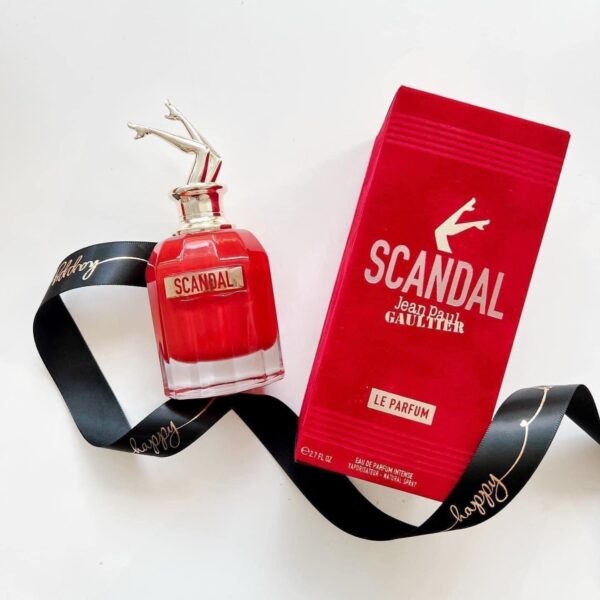 SCANDAL
SCANDAL
Jean Paul
GAULTIER
LE PARFUM
℮2.7 FL OZ
EAU DE PARFUM INTENSE
VAPORISATEUR - NATURAL SPRAY
happy
happy
happy